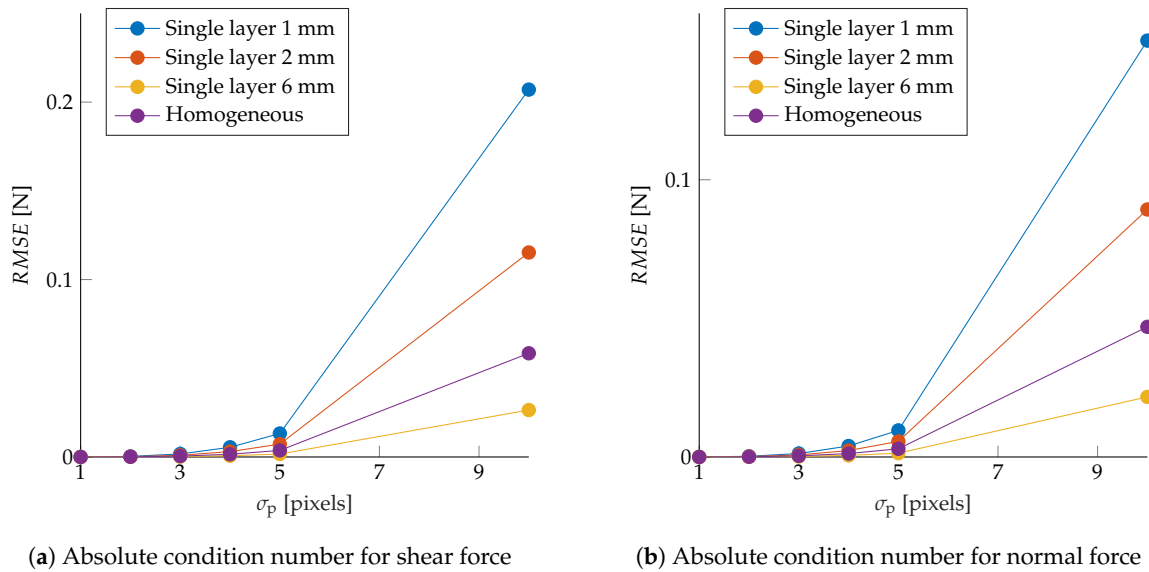 Single layer 1 mm
Single layer 2 mm
Single layer 6 mm
Homogeneous
0.2
0.1
0
RMSE [N]
1 3 5 7 9
σp [pixels]
(a) Absolute condition number for shear force
Single layer 1 mm
Single layer 2 mm
Single layer 6 mm
Homogeneous
0.1
0
RMSE [N]
1 3 5 7 9
σp [pixels]
(b) Absolute condition number for normal force